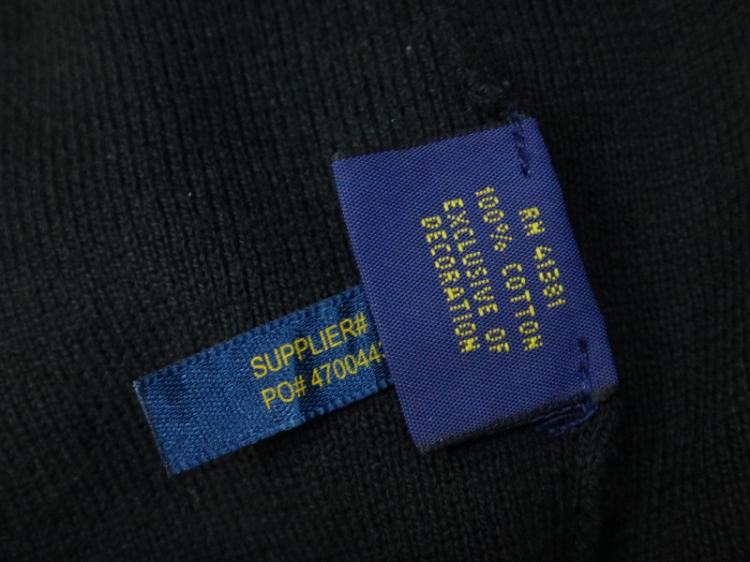 RN 41381
100% COTTON
EXCLUSIVE OF
DECORATION
SUPPLIER#
PO# 470044